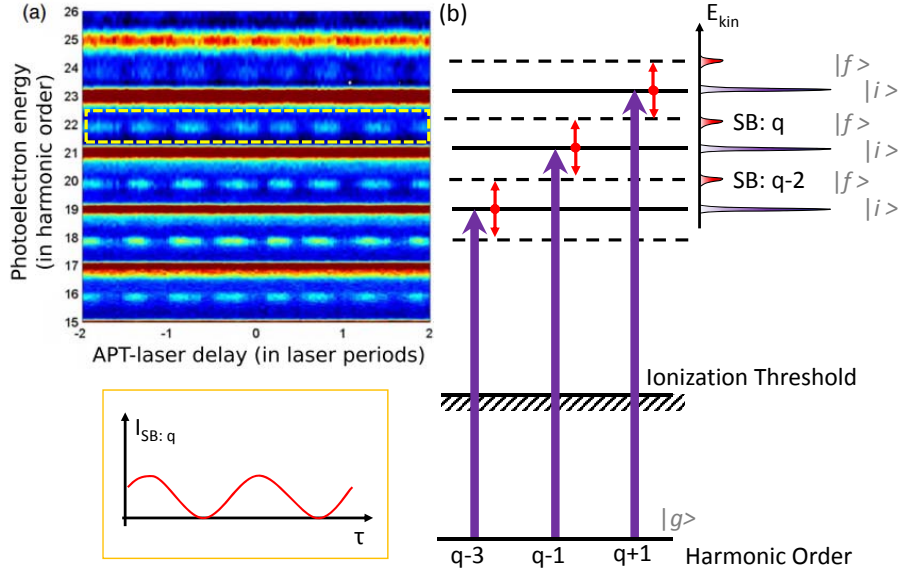 (a)
Photoelectron energy
(in harmonic order)
26
25
24
23
22
21
20
19
18
17
16
15
-2
-1
0
1
2
APT-laser delay (in laser periods)
I SB: q
τ
(b)
E kin
|f>
|i>
SB: q
|f>
|i>
SB: q-2
|f>
|i>
Ionization Threshold
|g>
q-3
q-1
q+1
Harmonic Order